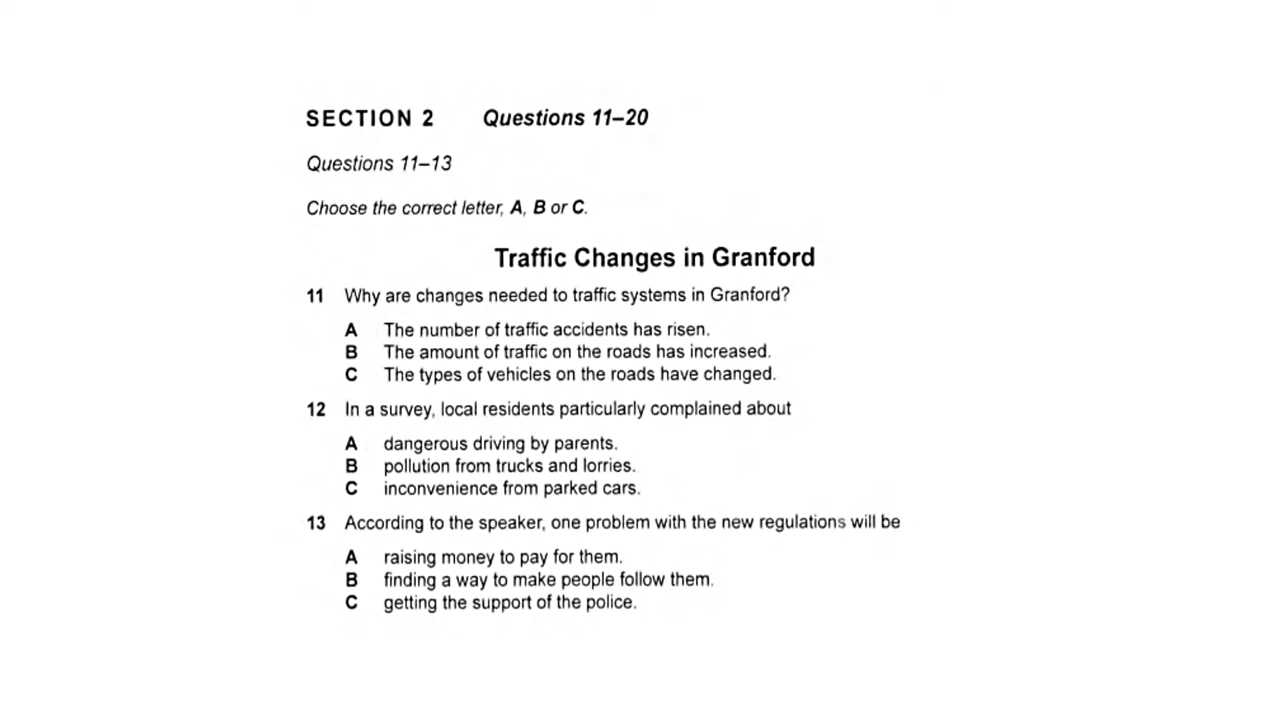 SECTION 2 Questions 11–20
Questions 11–13
Choose the correct letter, A, B or C.
Traffic Changes in Granford
11 Why are changes needed to traffic systems in Granford?
A The number of traffic accidents has risen.
B The amount of traffic on the roads has increased.
C The types of vehicles on the roads have changed.
12 In a survey, local residents particularly complained about
A dangerous driving by parents.
B pollution from trucks and lorries.
C inconvenience from parked cars.
13 According to the speaker, one problem with the new regulations will be
A raising money to pay for them.
B finding a way to make people follow them.
C getting the support of the police.